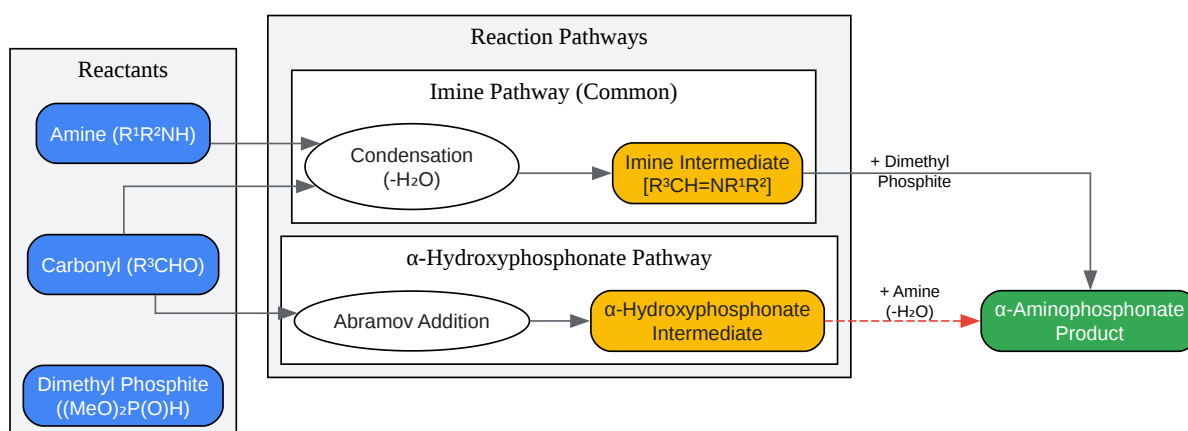 Reactants
Amine (R¹R²NH)
Carbonyl (R³CHO)
Dimethyl Phosphite
((MeO)₂P(O)H)
Reaction Pathways
Imine Pathway (Common)
Condensation
(-H₂O)
Imine Intermediate
[R³CH=NR¹R²]
+ Dimethyl
Phosphite
α-Hydroxyphosphonate Pathway
Abramov Addition
α-Hydroxyphosphonate
Intermediate
+ Amine
(-H₂O)
α-Aminophosphonate
Product